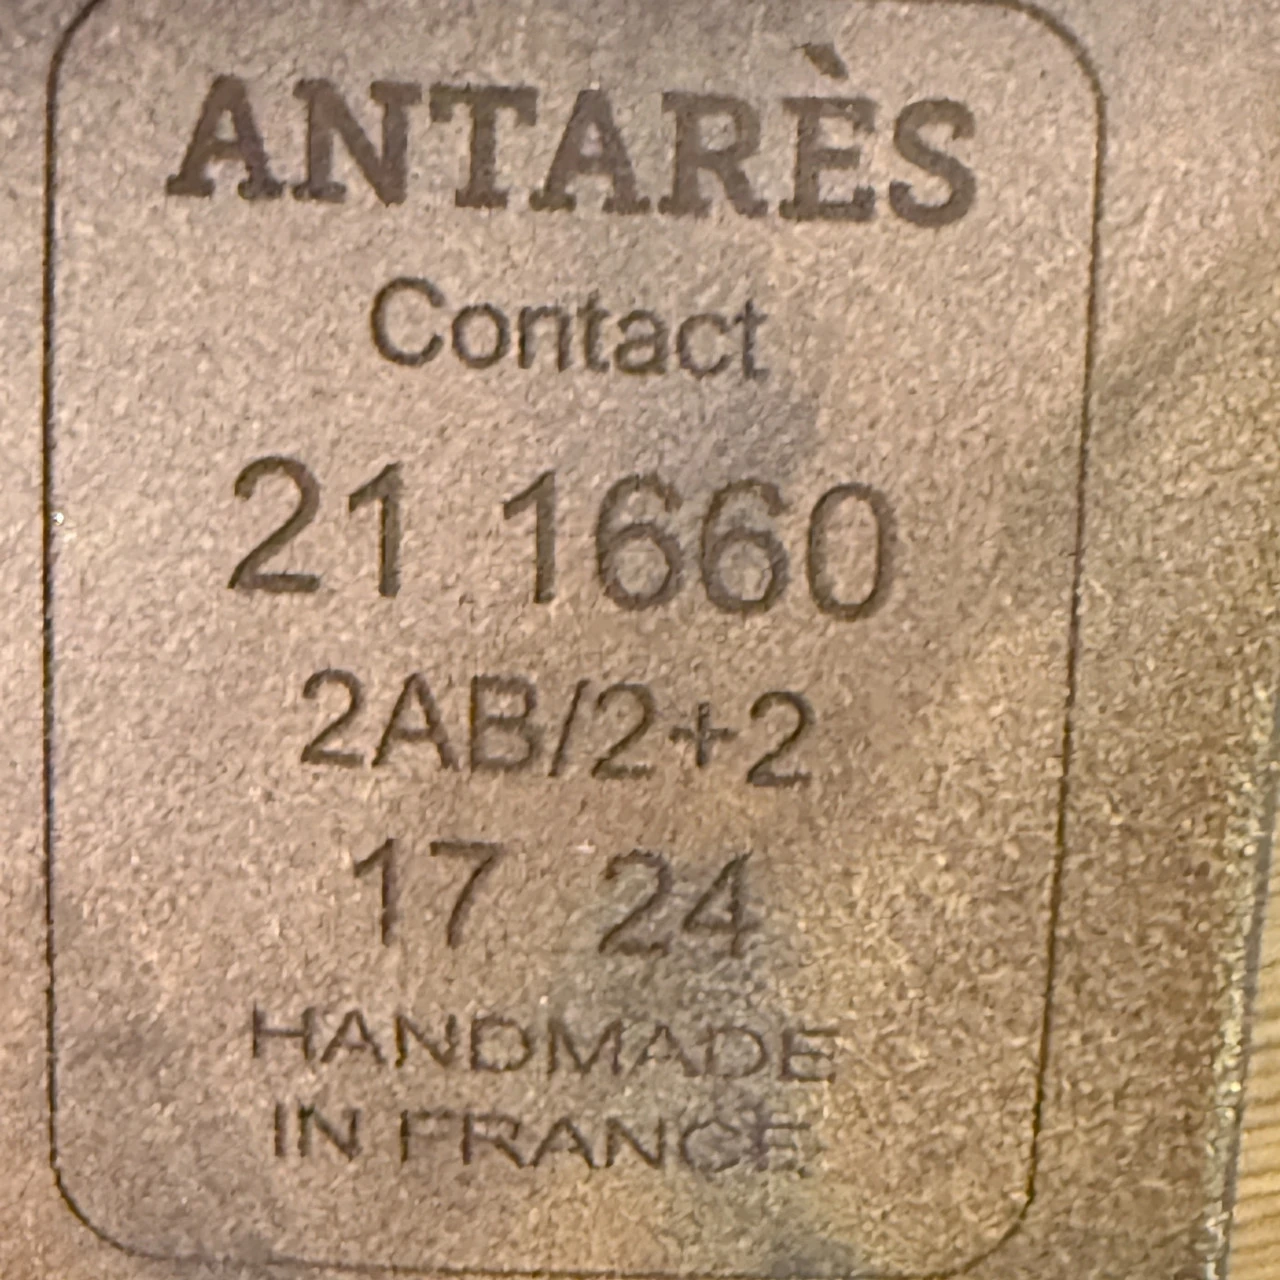 ANTARÈS
Contact
21 1660
2AB/2+2
17 24
HANDMADE
IN FRANCE